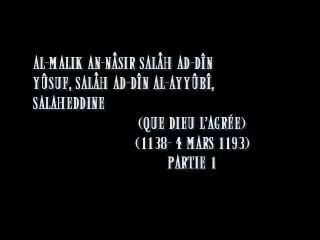 AL-MALIK AN-NÂSIR SALÂH AD-DÎN
YÛSUF, SALÂH AD-DÎN AL-AYYÛBÎ,
SALAHEDDINE
(QUE DIEU L'AGRÉE)
(1138- 4 MARS 1193)
PARTIE 1